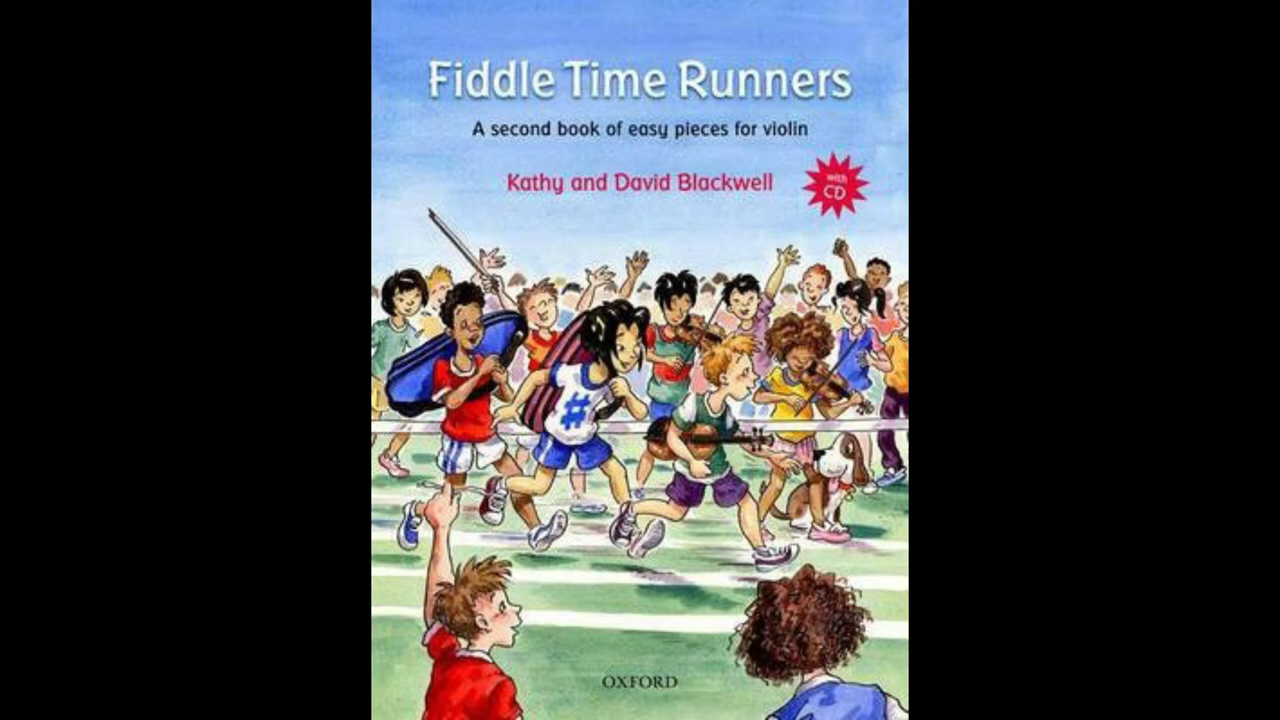 Fiddle Time Runners
A second book of easy pieces for violin
Kathy and David Blackwell
with
CD
#
OXFORD